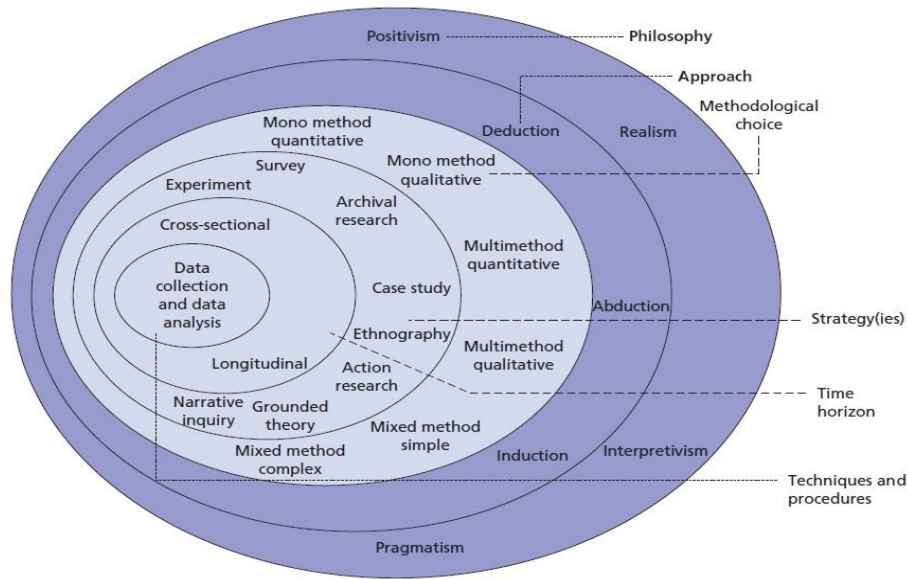 Positivism
Philosophy
Approach
Methodological
choice
Mono method
quantitative
Deduction
Realism
Survey
Mono method
qualitative
Experiment
Archival
research
Cross-sectional
Multimethod
quantitative
Data
collection
and data
analysis
Case study
Abduction
Strategy(ies)
Ethnography
Multimethod
qualitative
Longitudinal
Action
research
Time
horizon
Narrative
inquiry
Grounded
theory
Mixed method
simple
Mixed method
complex
Induction
Interpretivism
Techniques and
procedures
Pragmatism